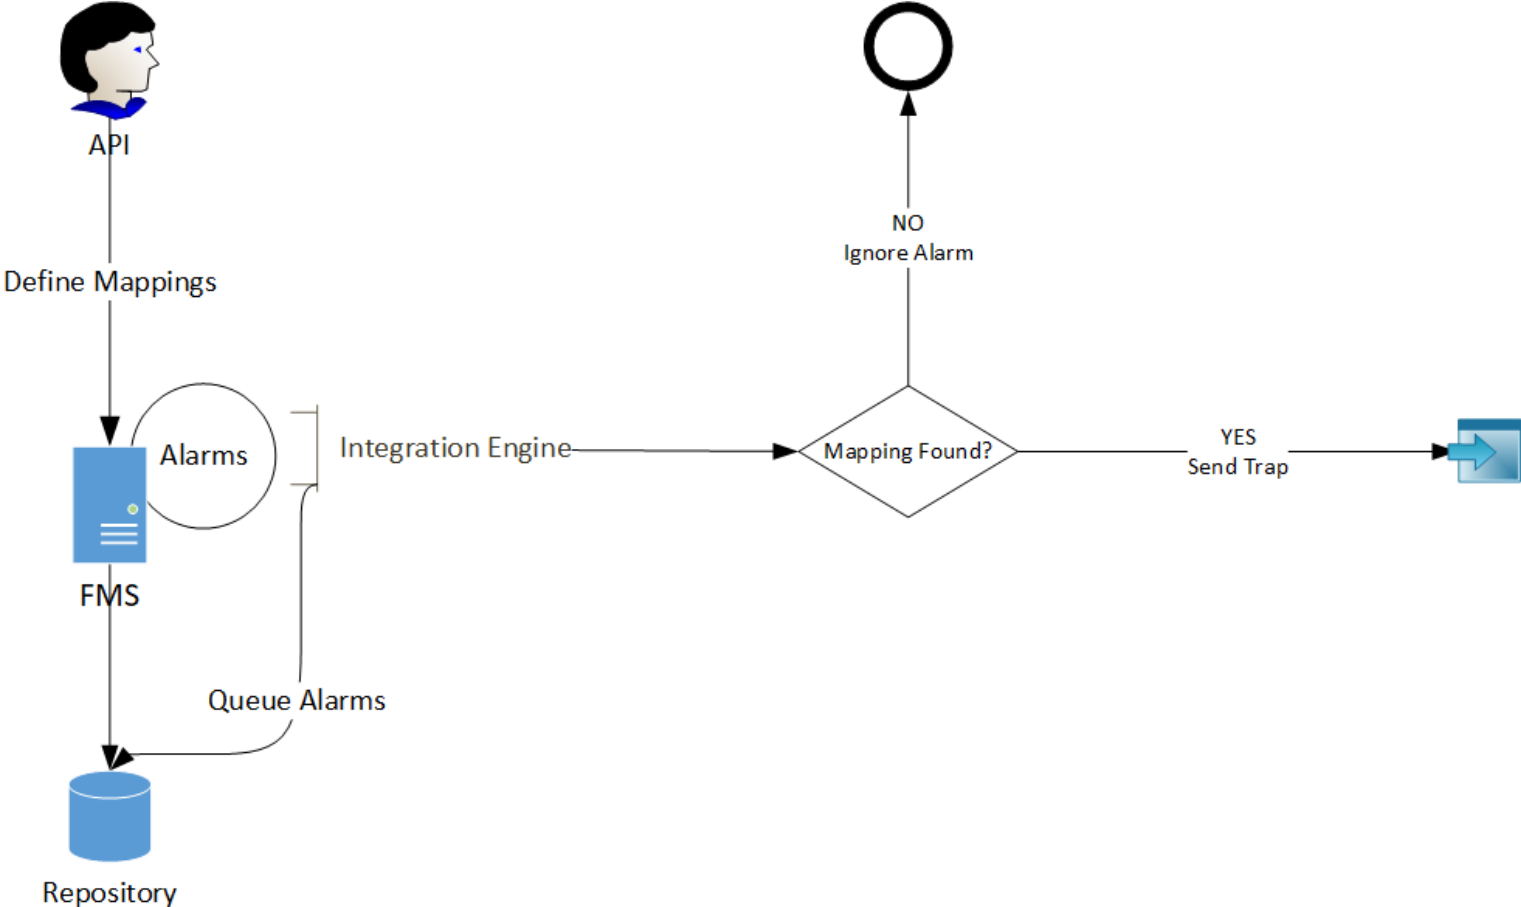 API
NO
Ignore Alarm
Define Mappings
Alarms
Integration Engine
Mapping Found?
YES
Send Trap
FMS
Queue Alarms
Repository